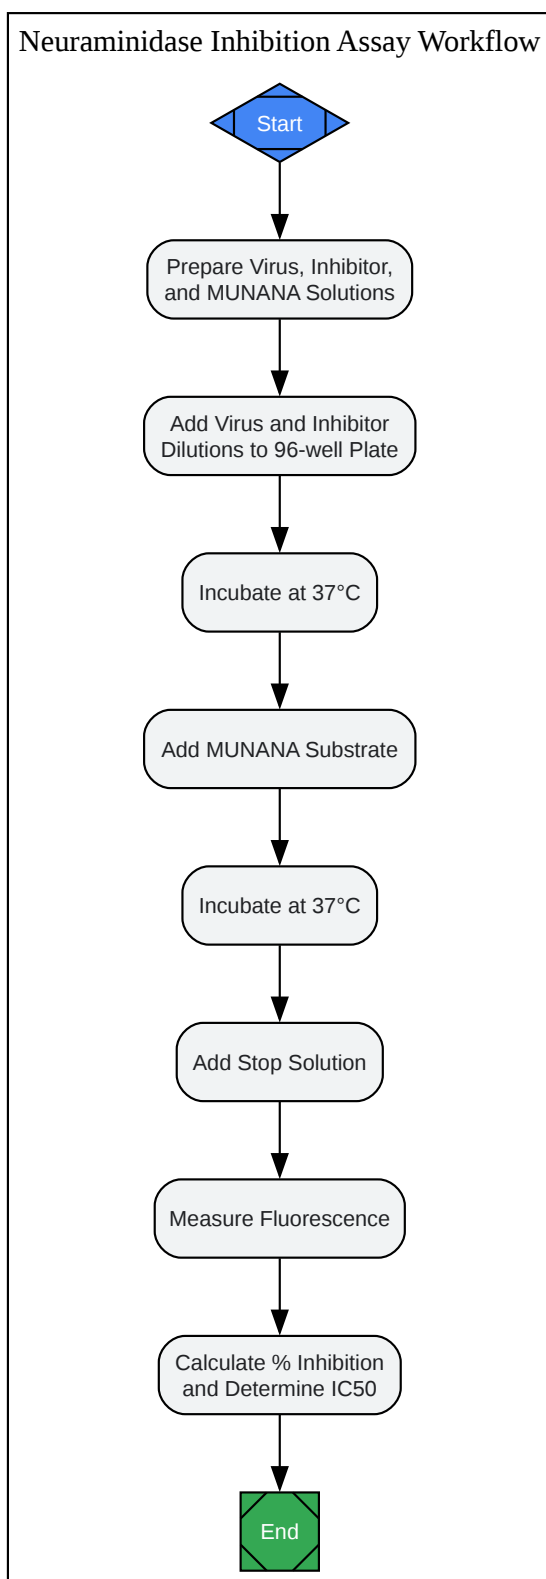 Neuraminidase Inhibition Assay Workflow
Start
Prepare Virus, Inhibitor,
and MUNANA Solutions
Add Virus and Inhibitor
Dilutions to 96-well Plate
Incubate at 37°C
Add MUNANA Substrate
Incubate at 37°C
Add Stop Solution
Measure Fluorescence
Calculate % Inhibition
and Determine IC50
End